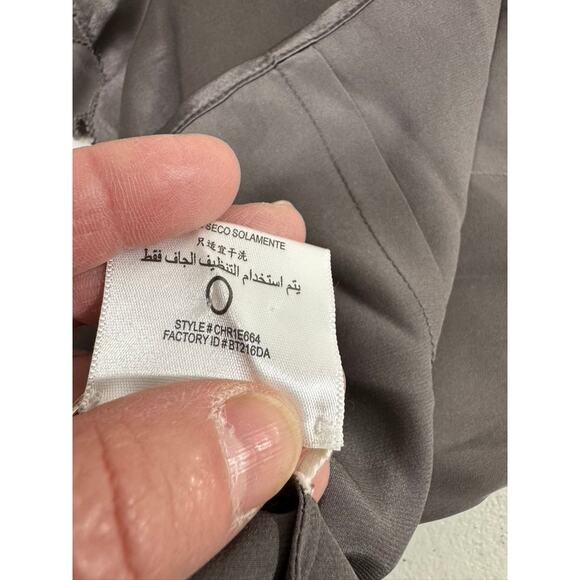 SECO SOLAMENTE
只适宜干洗
يتم استخدام التنظيف الجاف فقط
STYLE # CHR1E664
FACTORY ID # BT216DA